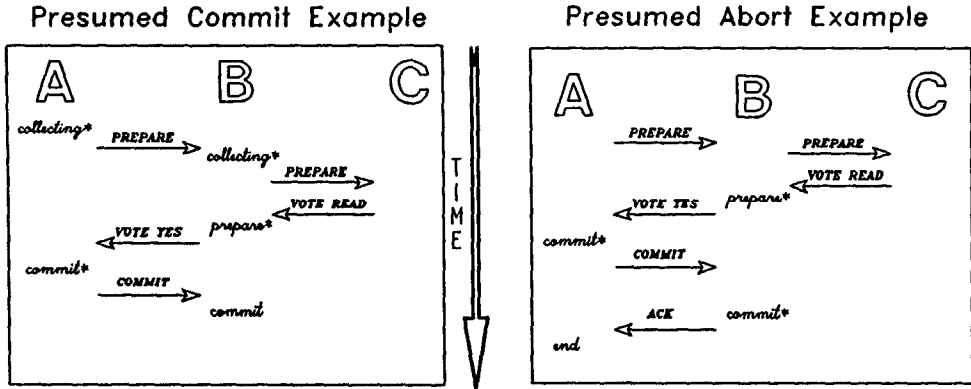 Presumed Commit Example
A B C
collecting*
PREPARE
collecting*
PREPARE
VOTE READ
prepare*
VOTE YES
commit*
COMMIT
commit
TIME
Presumed Abort Example
A B C
PREPARE
PREPARE
VOTE READ
prepare*
VOTE YES
commit*
COMMIT
commit*
ACK
end